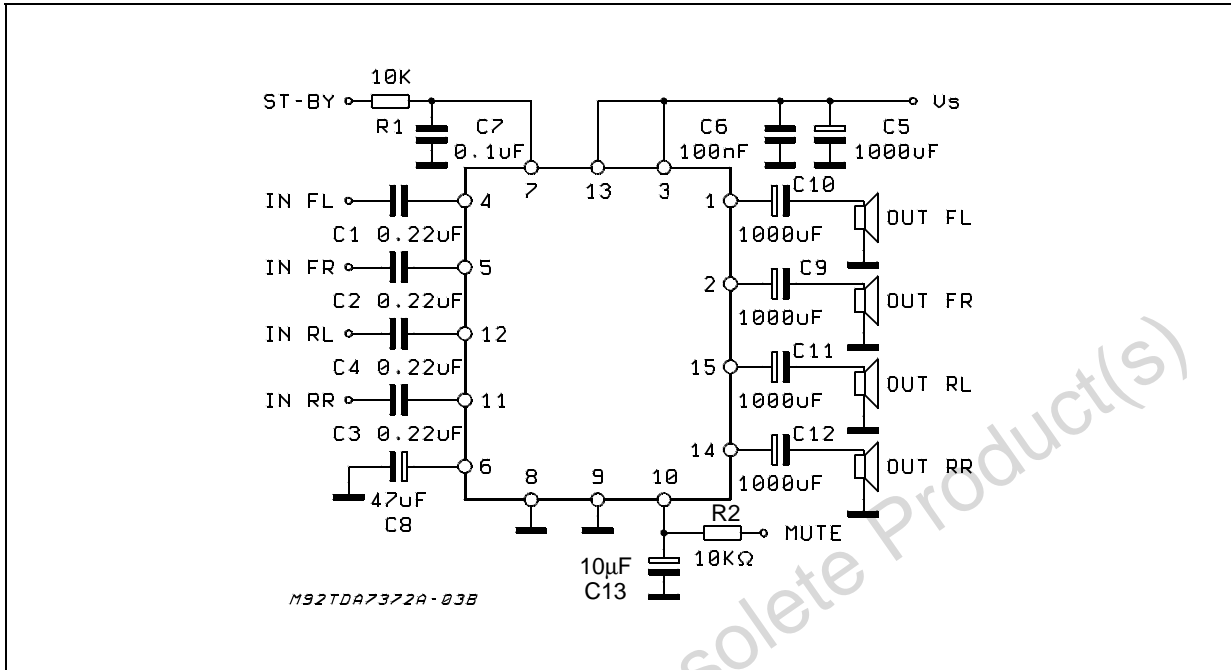 10K
ST-BY
R1
C7
0.1uF
C6
100nF
C5
1000uF
Vs
7
13
3
IN FL
4
C1 0.22uF
IN FR
5
C2 0.22uF
IN RL
12
C4 0.22uF
IN RR
11
C3 0.22uF
6
47uF
C8
8
9
10
1
C10
1000uF
OUT FL
2
C9
1000uF
OUT FR
15
C11
1000uF
OUT RL
14
C12
1000uF
OUT RR
R2
10KΩ
MUTE
10µF
C13
M92TDA7372A-03B
solete Product(s)